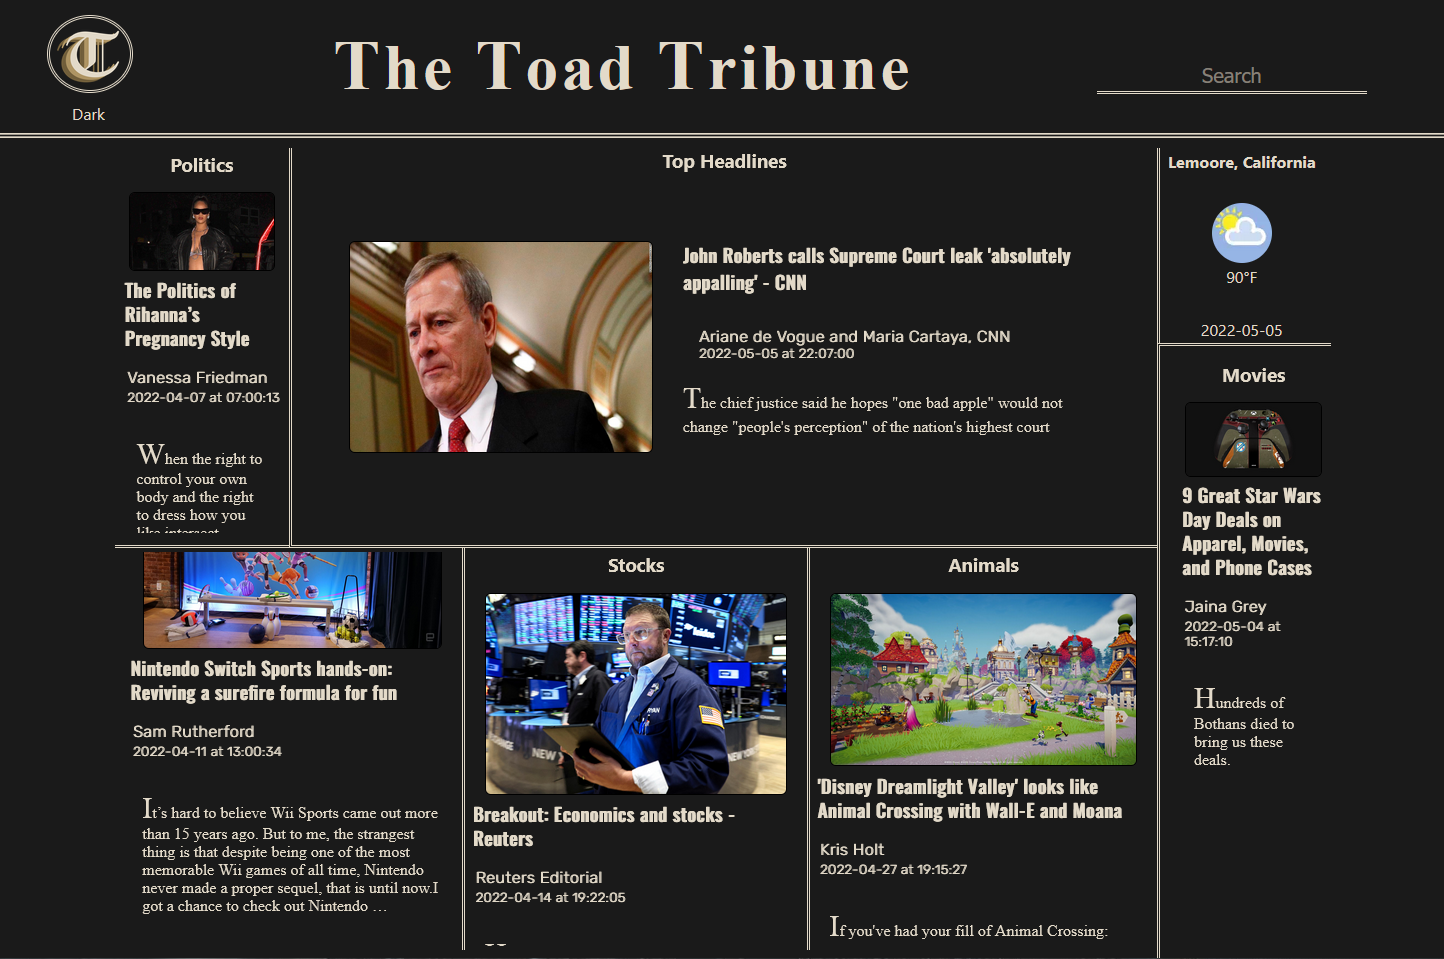 T
Dark
The Toad Tribune
Search
Politics
The Politics of
Rihanna’s
Pregnancy Style
Vanessa Friedman
2022-04-07 at 07:00:13
When the right to
control your own
body and the right
to dress how you
like intersect
Top Headlines
John Roberts calls Supreme Court leak 'absolutely
appalling' - CNN
Ariane de Vogue and Maria Cartaya, CNN
2022-05-05 at 22:07:00
The chief justice said he hopes "one bad apple" would not
change "people's perception" of the nation's highest court
Lemoore, California
90°F
2022-05-05
Movies
9 Great Star Wars
Day Deals on
Apparel, Movies,
and Phone Cases
Jaina Grey
2022-05-04 at
15:17:10
Hundreds of
Bothans died to
bring us these
deals.
Nintendo Switch Sports hands-on:
Reviving a surefire formula for fun
Sam Rutherford
2022-04-11 at 13:00:34
It’s hard to believe Wii Sports came out more
than 15 years ago. But to me, the strangest
thing is that despite being one of the most
memorable Wii games of all time, Nintendo
never made a proper sequel, that is until now.I
got a chance to check out Nintendo …
Stocks
Breakout: Economics and stocks -
Reuters
Reuters Editorial
2022-04-14 at 19:22:05
Animals
'Disney Dreamlight Valley' looks like
Animal Crossing with Wall-E and Moana
Kris Holt
2022-04-27 at 19:15:27
If you've had your fill of Animal Crossing: